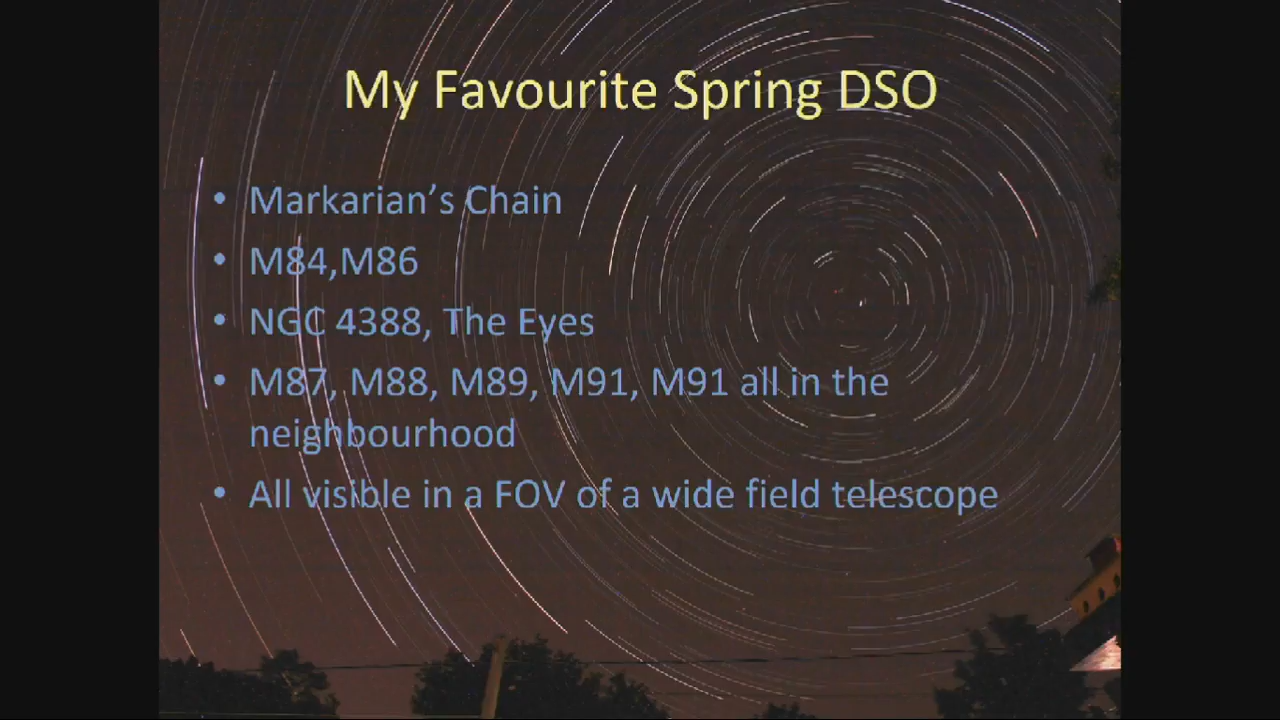 My Favourite Spring DSO
• Markarian’s Chain
• M84,M86
• NGC 4388, The Eyes
• M87, M88, M89, M91, M91 all in the
neighbourhood
• All visible in a FOV of a wide field telescope